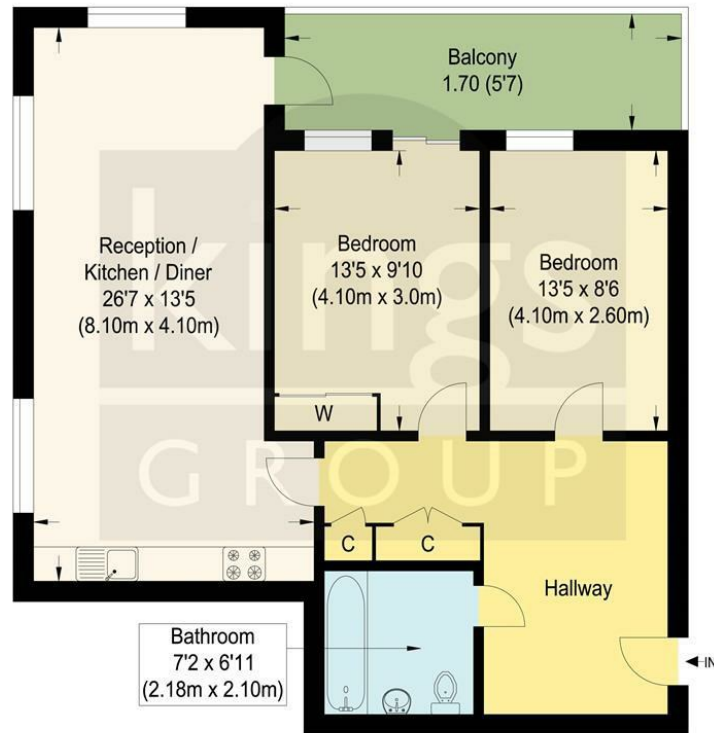 Balcony
1.70 (5'7)
Reception /
Kitchen / Diner
26'7 x 13'5
(8.10m x 4.10m)
Bedroom
13'5 x 9'10
(4.10m x 3.0m)
Bedroom
13'5 x 8'6
(4.10m x 2.60m)
kings
GROUP
W
C
C
Hallway
Bathroom
7'2 x 6'11
(2.18m x 2.10m)
IN